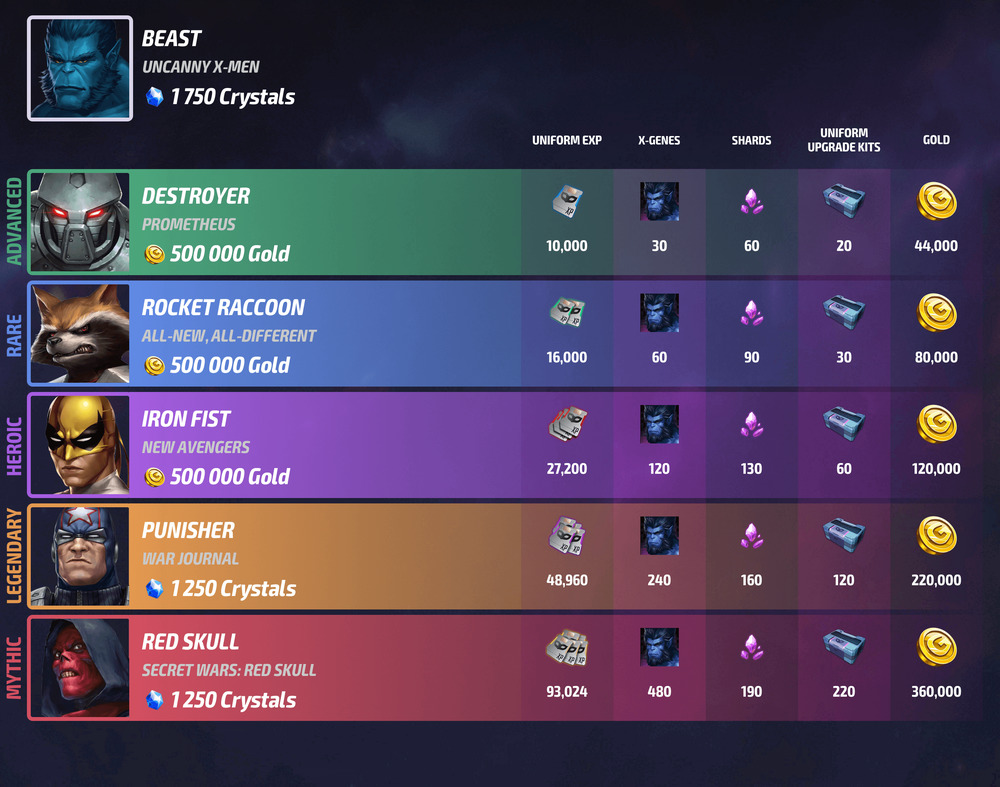 BEAST
UNCANNY X-MEN
1 750 Crystals
UNIFORM EXP X-GENES SHARDS UNIFORM UPGRADE KITS GOLD
ADVANCED
DESTROYER
PROMETHEUS
500 000 Gold
10,000 30 60 20 44,000
RARE
ROCKET RACCOON
ALL-NEW, ALL-DIFFERENT
500 000 Gold
16,000 60 90 30 80,000
HEROIC
IRON FIST
NEW AVENGERS
500 000 Gold
27,200 120 130 60 120,000
LEGENDARY
PUNISHER
WAR JOURNAL
1 250 Crystals
48,960 240 160 120 220,000
MYTHIC
RED SKULL
SECRET WARS: RED SKULL
1 250 Crystals
93,024 480 190 220 360,000